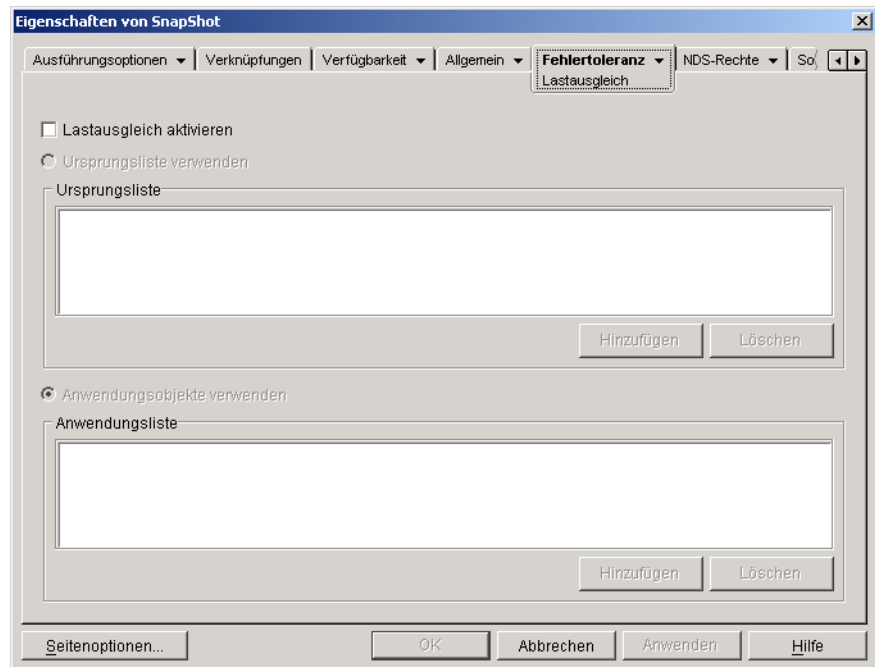 Eigenschaften von SnapShot
Ausführungsoptionen Verknüpfungen Verfügbarkeit Allgemein Fehlertoleranz NDS-Rechte So
Lastausgleich
Lastausgleich aktivieren
Ursprungsliste verwenden
Ursprungsliste
Hinzufügen Löschen
Anwendungsobjekte verwenden
Anwendungsliste
Hinzufügen Löschen
Seitenoptionen... OK Abbrechen Anwenden Hilfe